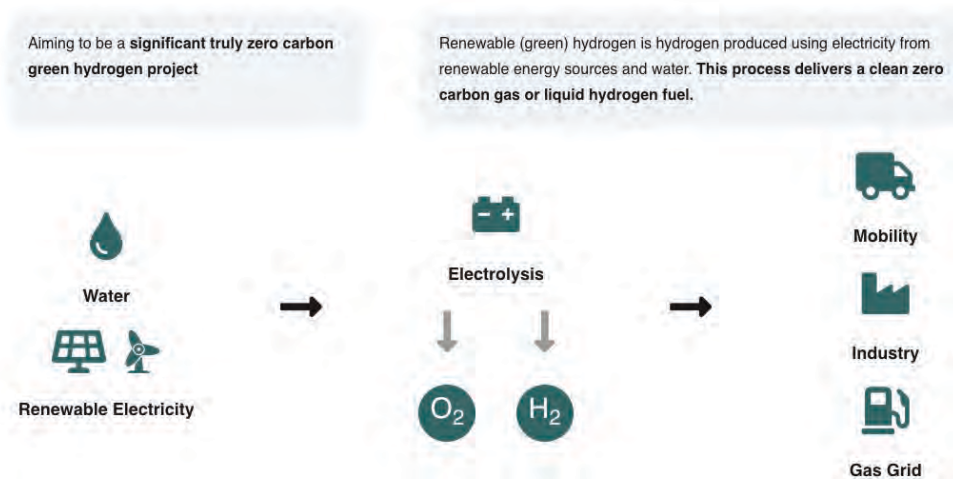 Aiming to be a significant truly zero carbon
green hydrogen project
Renewable (green) hydrogen is hydrogen produced using electricity from
renewable energy sources and water. This process delivers a clean zero
carbon gas or liquid hydrogen fuel.
Water
Renewable Electricity
Electrolysis
O₂
H₂
Mobility
Industry
Gas Grid